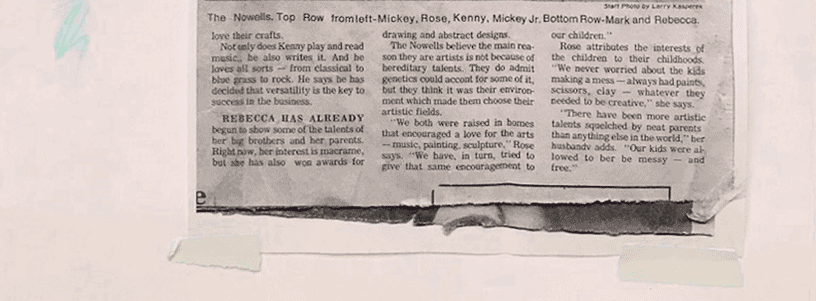 Staff Photo by Larry Kasperek
The Nowells. Top Row from left-Mickey, Rose, Kenny, Mickey Jr. Bottom Row-Mark and Rebecca.
love their crafts.
Not only does Kenny play and read
music, he also writes it. And he
loves all sorts — from classical to
blue grass to rock. He says he has
decided that versatility is the key to
success in the business.
REBECCA HAS ALREADY
begun to show some of the talents of
her big brothers and her parents.
Right now, her interest is macrame,
but she has also won awards for
drawing and abstract designs.
The Nowells believe the main rea-
son they are artists is not because of
hereditary talents. They do admit
genetics could accont for some of it,
but they think it was their environ-
ment which made them choose their
artistic fields.
"We both were raised in homes
that encouraged a love for the arts
— music, painting, sculpture," Rose
says. "We have, in turn, tried to
give that same encouragement to
our children."
Rose attributes the interests of
the children to their childhoods.
"We never worried about the kids
making a mess — always had paints,
scissors, clay — whatever they
needed to be creative," she says.
"There have been more artistic
talents squelched by neat parents
than anything else in the world," her
husbandv adds. "Our kids were al-
lowed to ber be messy — and
free."
e